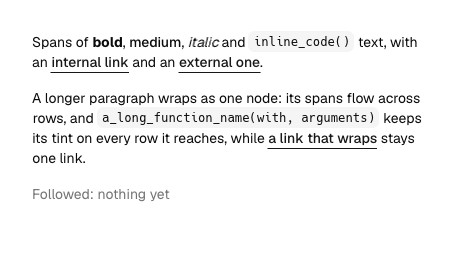 Spans of bold, medium, italic and inline_code() text, with
an internal link and an external one.
A longer paragraph wraps as one node: its spans flow across
rows, and a_long_function_name(with, arguments) keeps
its tint on every row it reaches, while a link that wraps stays
one link.
Followed: nothing yet